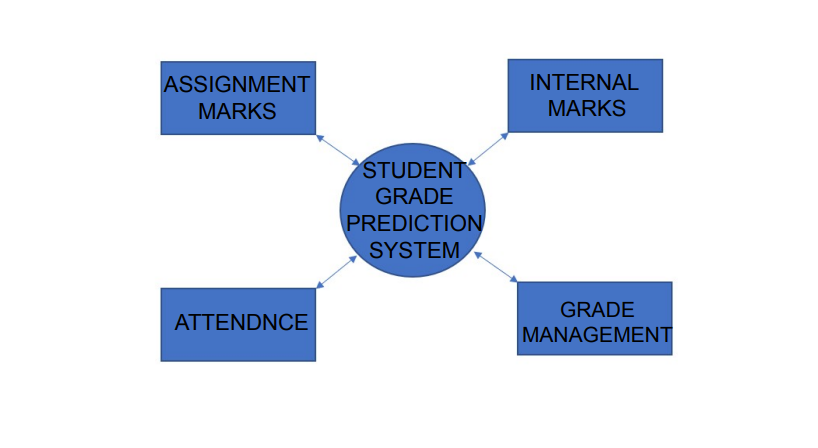 ASSIGNMENT
MARKS
INTERNAL
MARKS
STUDENT
GRADE
PREDICTION
SYSTEM
ATTENDNCE
GRADE
MANAGEMENT